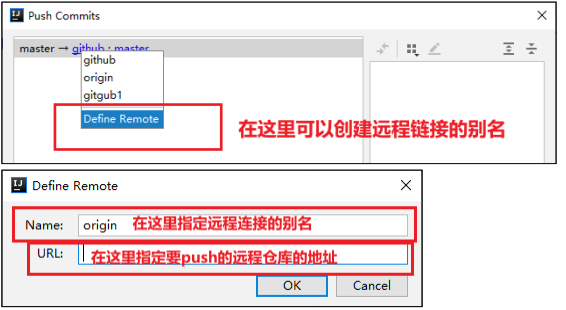 Push Commits
master → github : master
github
origin
gitgub1
Define Remote
在这里可以创建远程链接的别名
Define Remote
Name: origin 在这里指定远程连接的别名
URL: 在这里指定要push的远程仓库的地址
OK Cancel